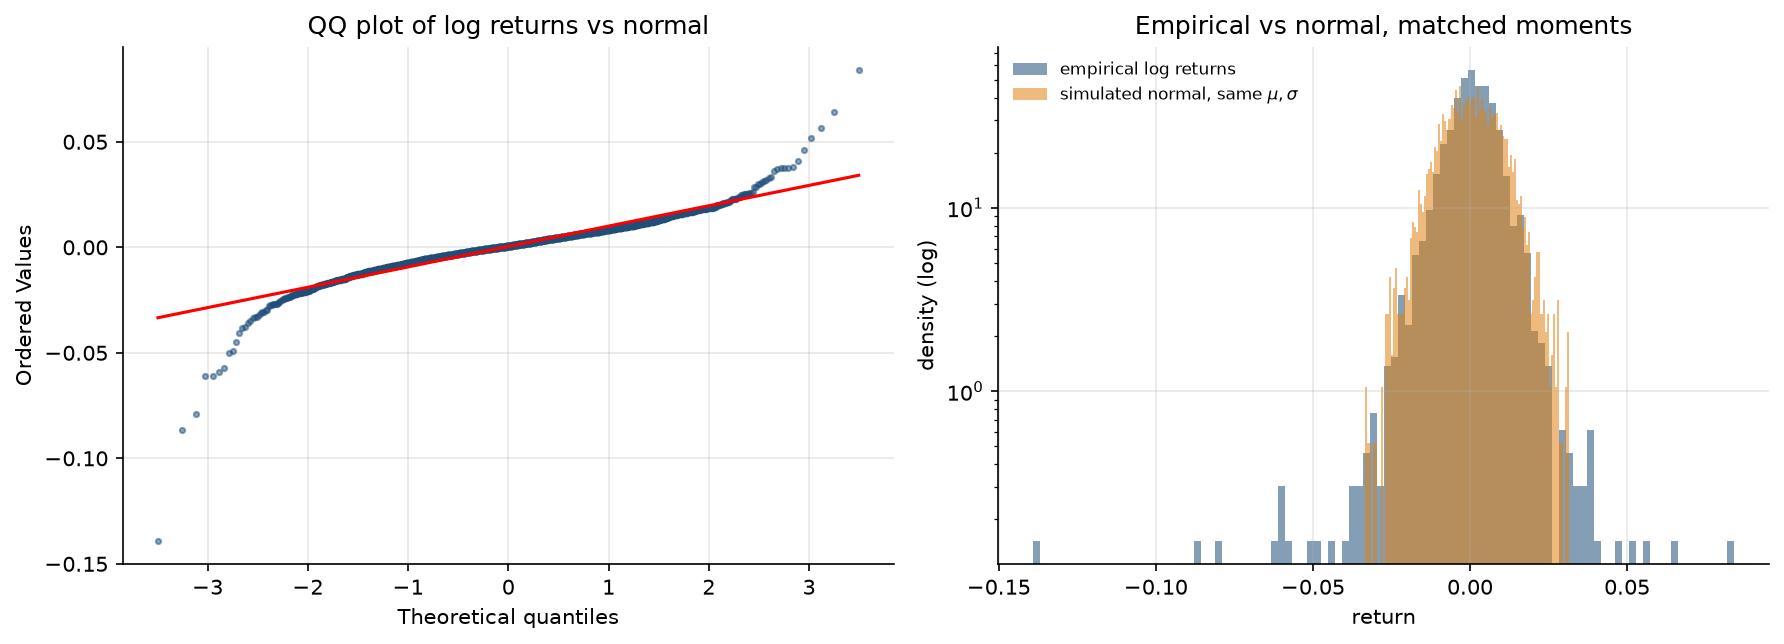 QQ plot of log returns vs normal
Ordered Values
0.05
0.00
−0.05
−0.10
−0.15
−3
−2
−1
0
1
2
3
Theoretical quantiles
Empirical vs normal, matched moments
empirical log returns
simulated normal, same μ, σ
density (log)
10¹
10⁰
−0.15
−0.10
−0.05
0.00
0.05
return